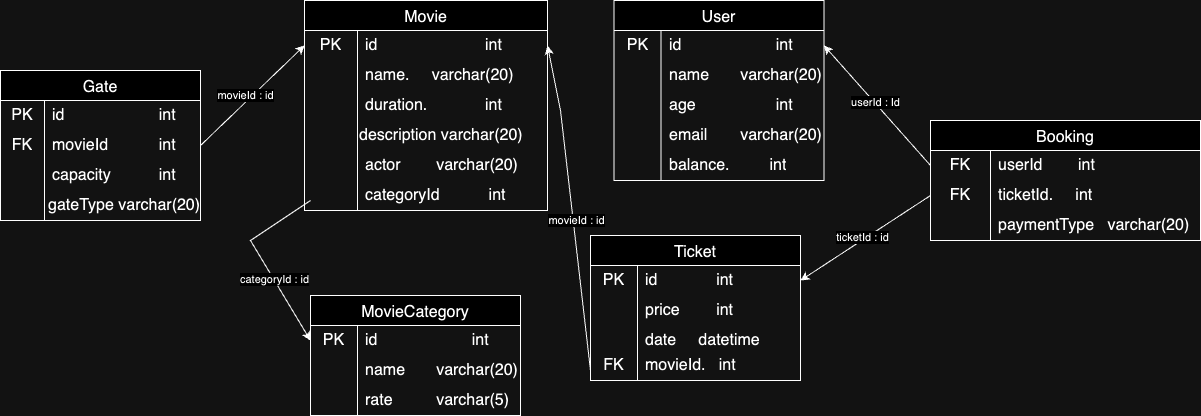 Movie
PK id int
name. varchar(20)
duration. int
description varchar(20)
actor varchar(20)
categoryId int
User
PK id int
name varchar(20)
age int
email varchar(20)
balance. int
Gate
PK id int
FK movieId int
capacity int
gateType varchar(20)
movieId : id
userId : Id
Booking
FK userId int
FK ticketId. int
paymentType varchar(20)
movieId : id
ticketId : id
categoryId : id
Ticket
PK id int
price int
date datetime
FK movieId. int
MovieCategory
PK id int
name varchar(20)
rate varchar(5)